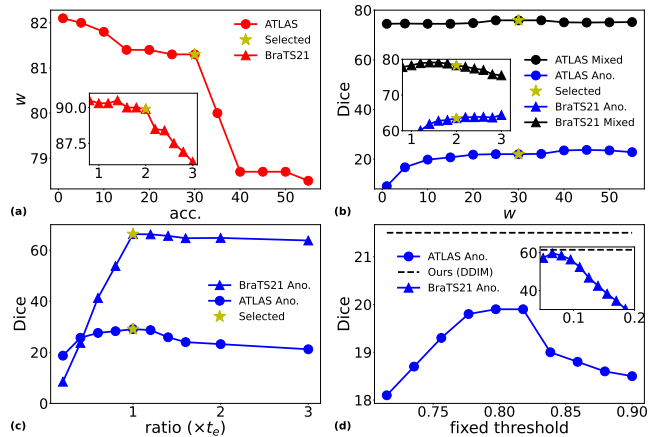 82
81
80
79
w
ATLAS
Selected
BraTS21
90.0
87.5
1
2
3
0
10
20
30
40
50
acc.
(a)
80
60
40
20
Dice
ATLAS Mixed
ATLAS Ano.
Selected
BraTS21 Ano.
BraTS21 Mixed
80
70
60
1
2
3
0
10
20
30
40
50
w
(b)
60
40
20
0
Dice
BraTS21 Ano.
ATLAS Ano.
Selected
1
2
3
ratio (×tₑ)
(c)
21
20
19
18
Dice
ATLAS Ano.
Ours (DDIM)
BraTS21 Ano.
60
40
0.1
0.2
0.75
0.80
0.85
0.90
fixed threshold
(d)